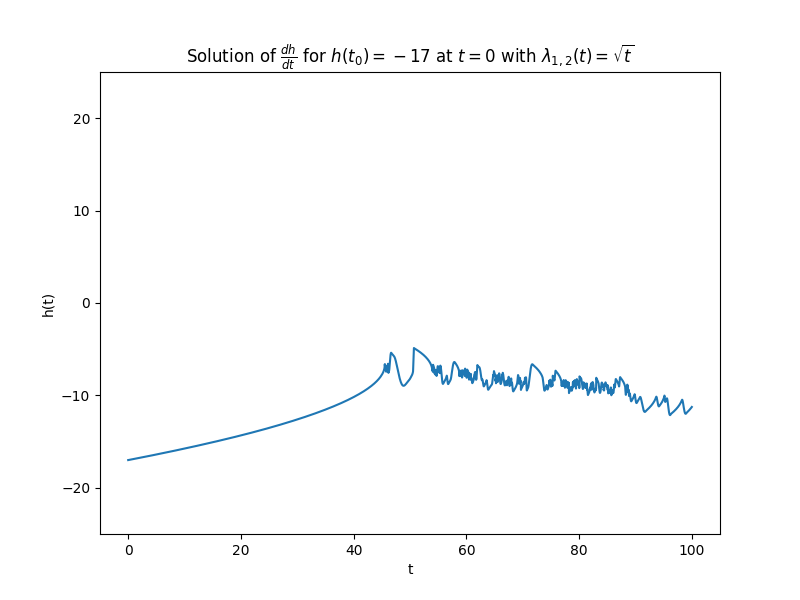 Solution of $\frac{dh}{dt}$ for $h(t_0) = -17$ at $t = 0$ with $\lambda_{1,2}(t) = \sqrt{t}$
20
10
0
−10
−20
h(t)
0 20 40 60 80 100
t